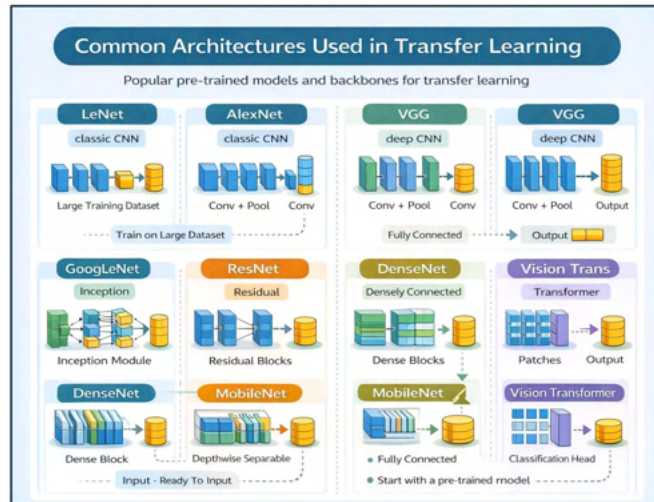 Common Architectures Used in Transfer Learning
Popular pre-trained models and backbones for transfer learning
LeNet AlexNet VGG VGG
classic CNN classic CNN deep CNN deep CNN
Large Training Dataset Conv + Pool Conv Conv + Pool Conv Conv + Pool Output
Train on Large Dataset Fully Connected Output
GoogLeNet ResNet DenseNet Vision Trans
Inception Residual Densely Connected Transformer
Inception Module Residual Blocks Dense Blocks Patches Output
DenseNet MobileNet MobileNet Vision Transformer
Dense Block Depthwise Separable Fully Connected Classification Head
Input - Ready To Input Start with a pre-trained model